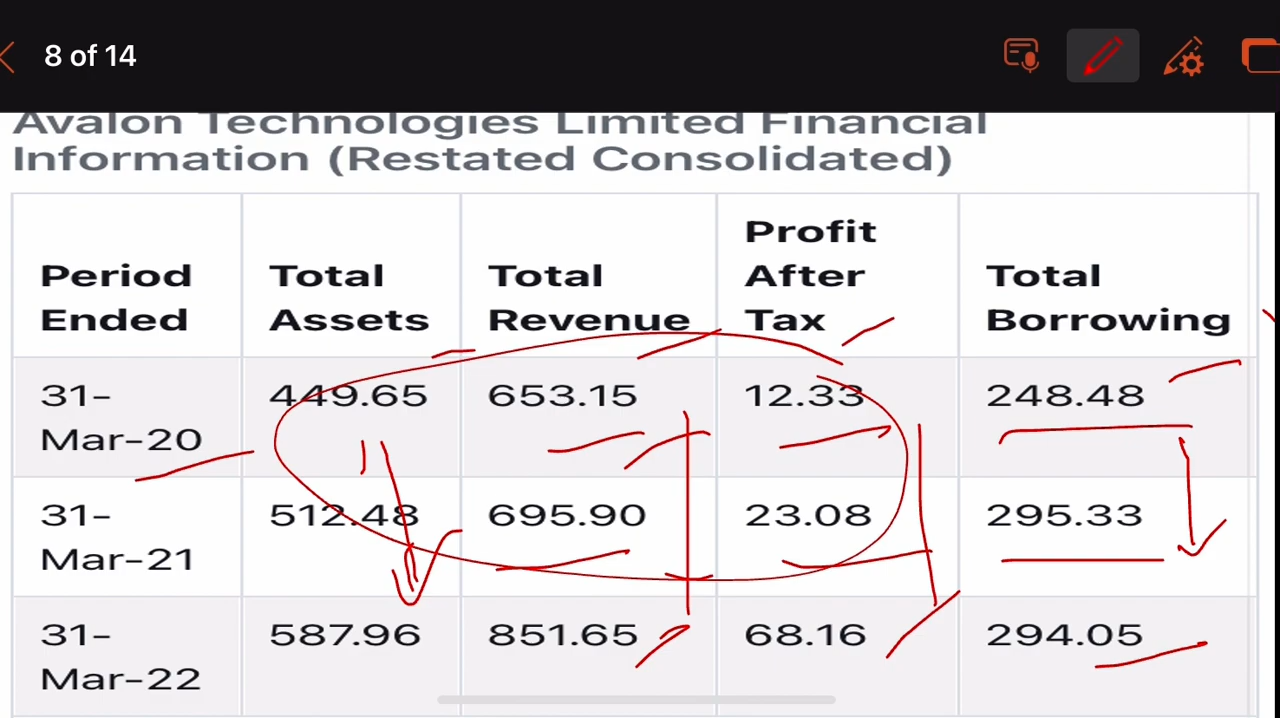 8 of 14
Avalon Technologies Limited Financial
Information (Restated Consolidated)
Period Ended Total Assets Total Revenue Profit After Tax Total Borrowing
31-Mar-20 449.65 653.15 12.33 248.48
31-Mar-21 512.48 695.90 23.08 295.33
31-Mar-22 587.96 851.65 68.16 294.05